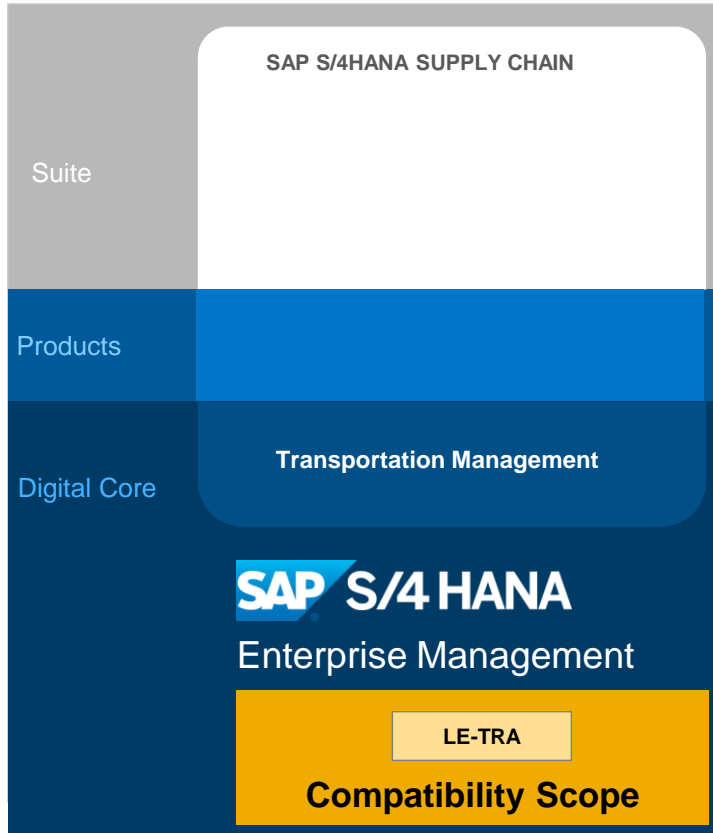 SAP S/4HANA SUPPLY CHAIN
Suite
Products
Transportation Management
Digital Core
SAP® S/4 HANA
Enterprise Management
LE-TRA
Compatibility Scope